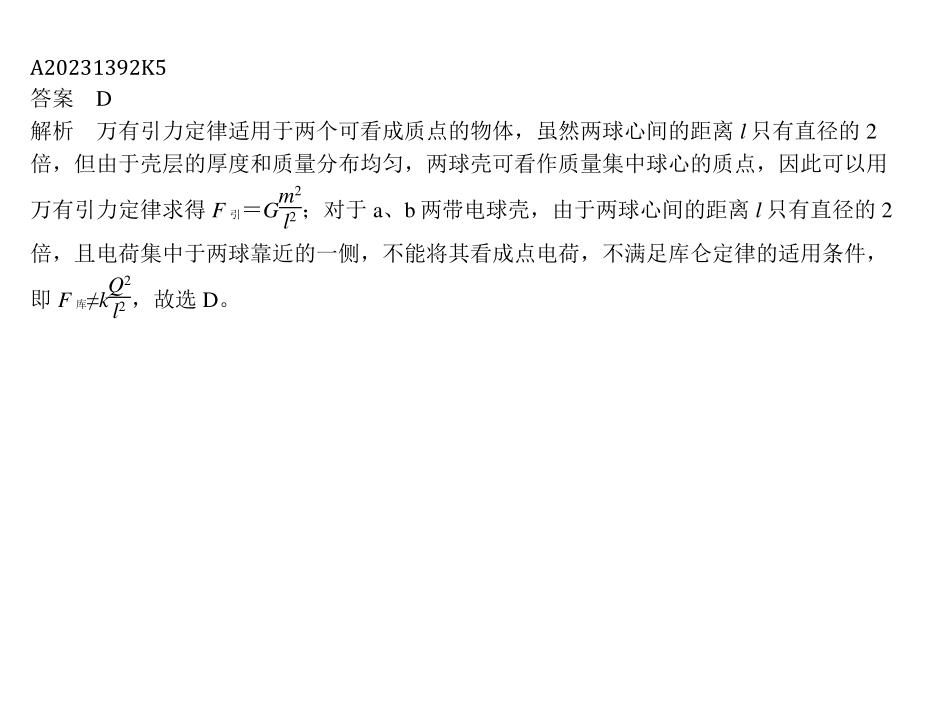 A20231392K5
答案　D
解析　万有引力定律适用于两个可看成质点的物体，虽然两球心间的距离 l 只有直径的 2
倍，但由于壳层的厚度和质量分布均匀，两球壳可看作质量集中球心的质点，因此可以用
万有引力定律求得 F引＝G\frac{m^2}{l^2}；对于 a、b 两带电球壳，由于两球心间的距离 l 只有直径的 2
倍，且电荷集中于两球靠近的一侧，不能将其看成点电荷，不满足库仑定律的适用条件，
即 F库≠k\frac{Q^2}{l^2}，故选 D。